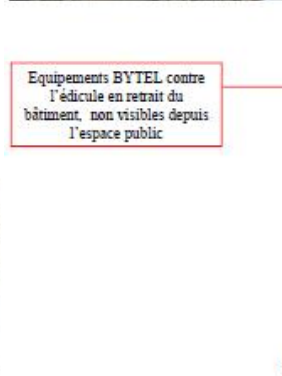 Equipements BYTEL contre
l'édicule en retrait du
bâtiment, non visibles depuis
l'espace public